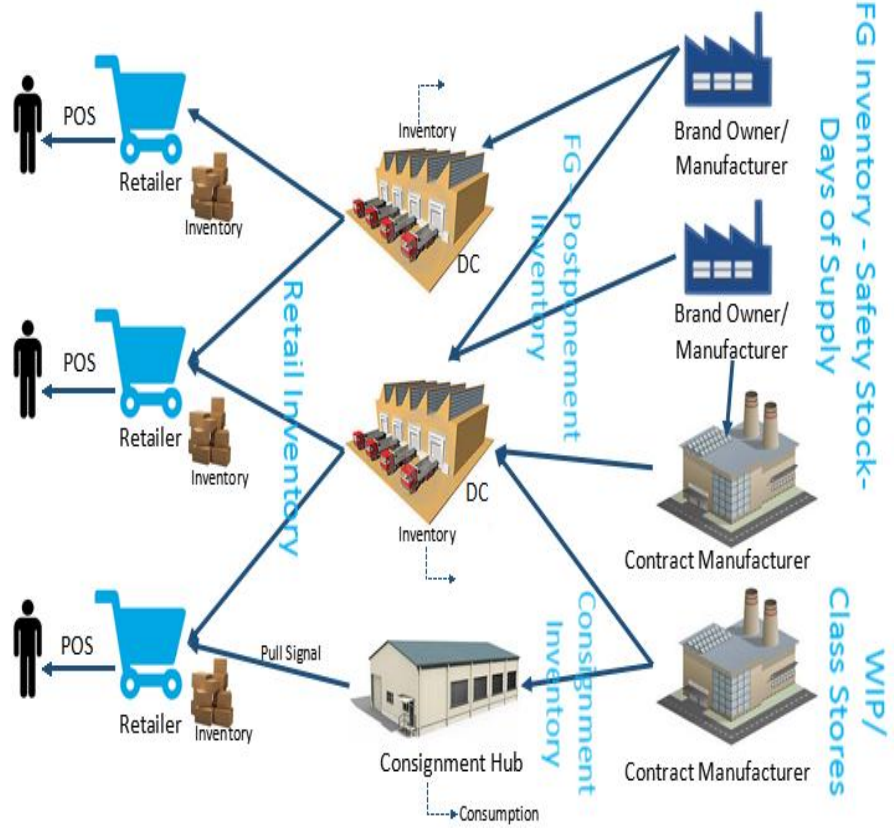 POS
Retailer
Inventory
Inventory
DC
Brand Owner/
Manufacturer
FG Inventory - Safety Stock-
Days of Supply
FG - Postponement
Inventory
Brand Owner/
Manufacturer
POS
Retailer
Inventory
Retail Inventory
DC
Inventory
Contract Manufacturer
POS
Retailer
Inventory
Pull Signal
Consignment Hub
Consumption
Consignment
Inventory
Contract Manufacturer
WIP/
Class Stores